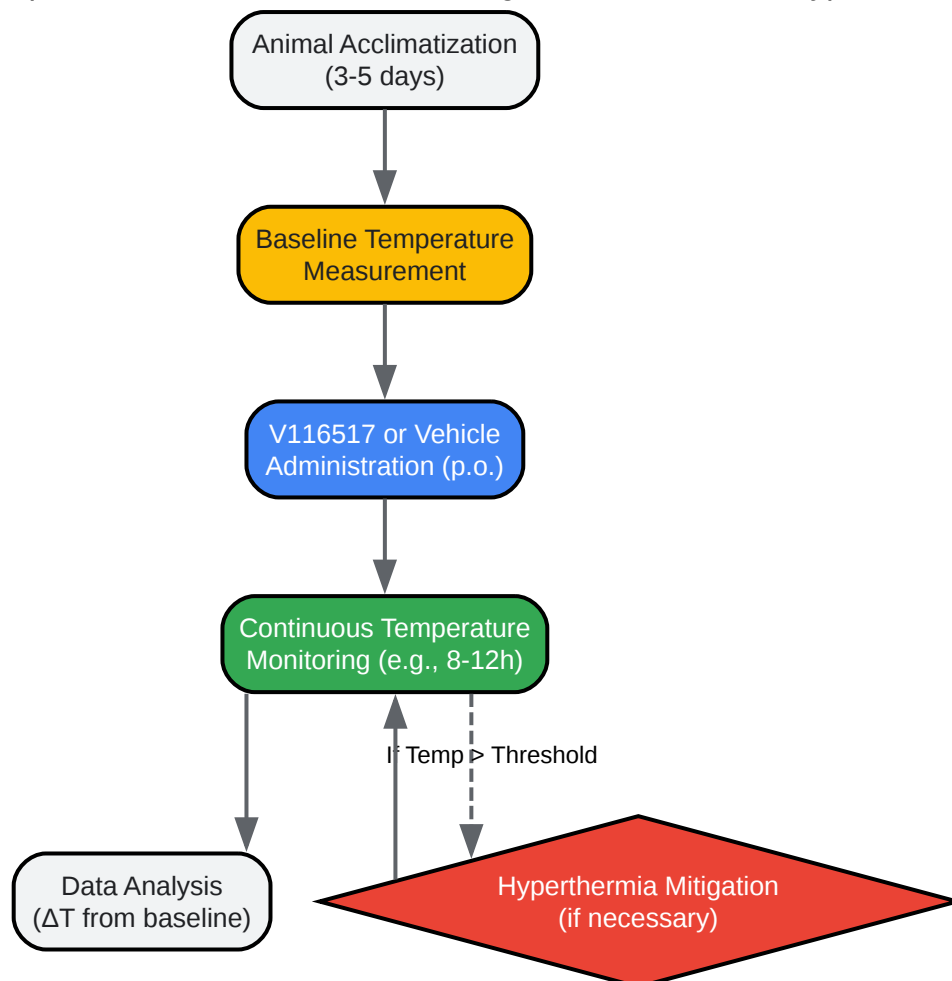 Animal Acclimatization
(3-5 days)
Baseline Temperature
Measurement
V116517 or Vehicle
Administration (p.o.)
Continuous Temperature
Monitoring (e.g., 8-12h)
If Temp > Threshold
Data Analysis
(ΔT from baseline)
Hyperthermia Mitigation
(if necessary)